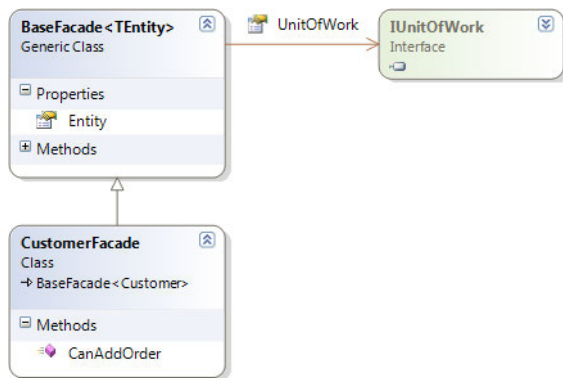 BaseFacade<TEntity>
Generic Class
Properties
Entity
Methods
UnitOfWork
IUnitOfWork
Interface
CustomerFacade
Class
BaseFacade<Customer>
Methods
CanAddOrder